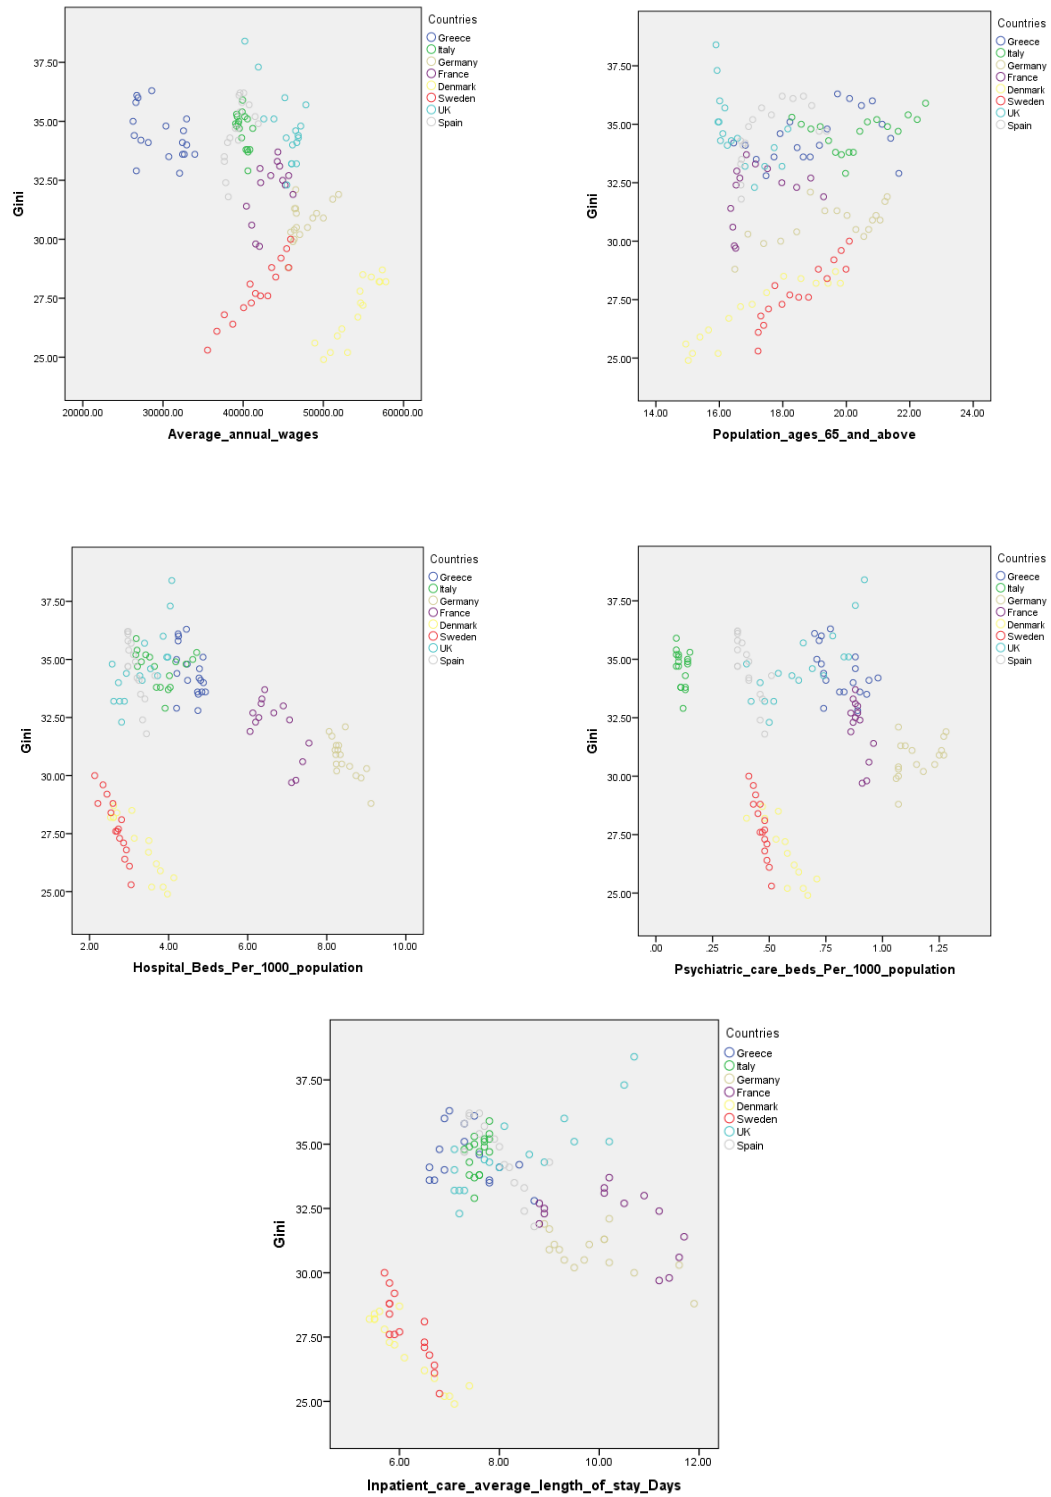 Countries
Greece
Italy
Germany
France
Denmark
Sweden
UK
Spain
Gini
37.50
35.00
32.50
30.00
27.50
25.00
20000.00 30000.00 40000.00 50000.00 60000.00
Average_annual_wages
Countries
Greece
Italy
Germany
France
Denmark
Sweden
UK
Spain
Gini
37.50
35.00
32.50
30.00
27.50
25.00
14.00 16.00 18.00 20.00 22.00 24.00
Population_ages_65_and_above
Countries
Greece
Italy
Germany
France
Denmark
Sweden
UK
Spain
Gini
37.50
35.00
32.50
30.00
27.50
25.00
2.00 4.00 6.00 8.00 10.00
Hospital_Beds_Per_1000_population
Countries
Greece
Italy
Germany
France
Denmark
Sweden
UK
Spain
Gini
37.50
35.00
32.50
30.00
27.50
25.00
.00 .25 .50 .75 1.00 1.25
Psychiatric_care_beds_Per_1000_population
Countries
Greece
Italy
Germany
France
Denmark
Sweden
UK
Spain
Gini
37.50
35.00
32.50
30.00
27.50
25.00
6.00 8.00 10.00 12.00
Inpatient_care_average_length_of_stay_Days